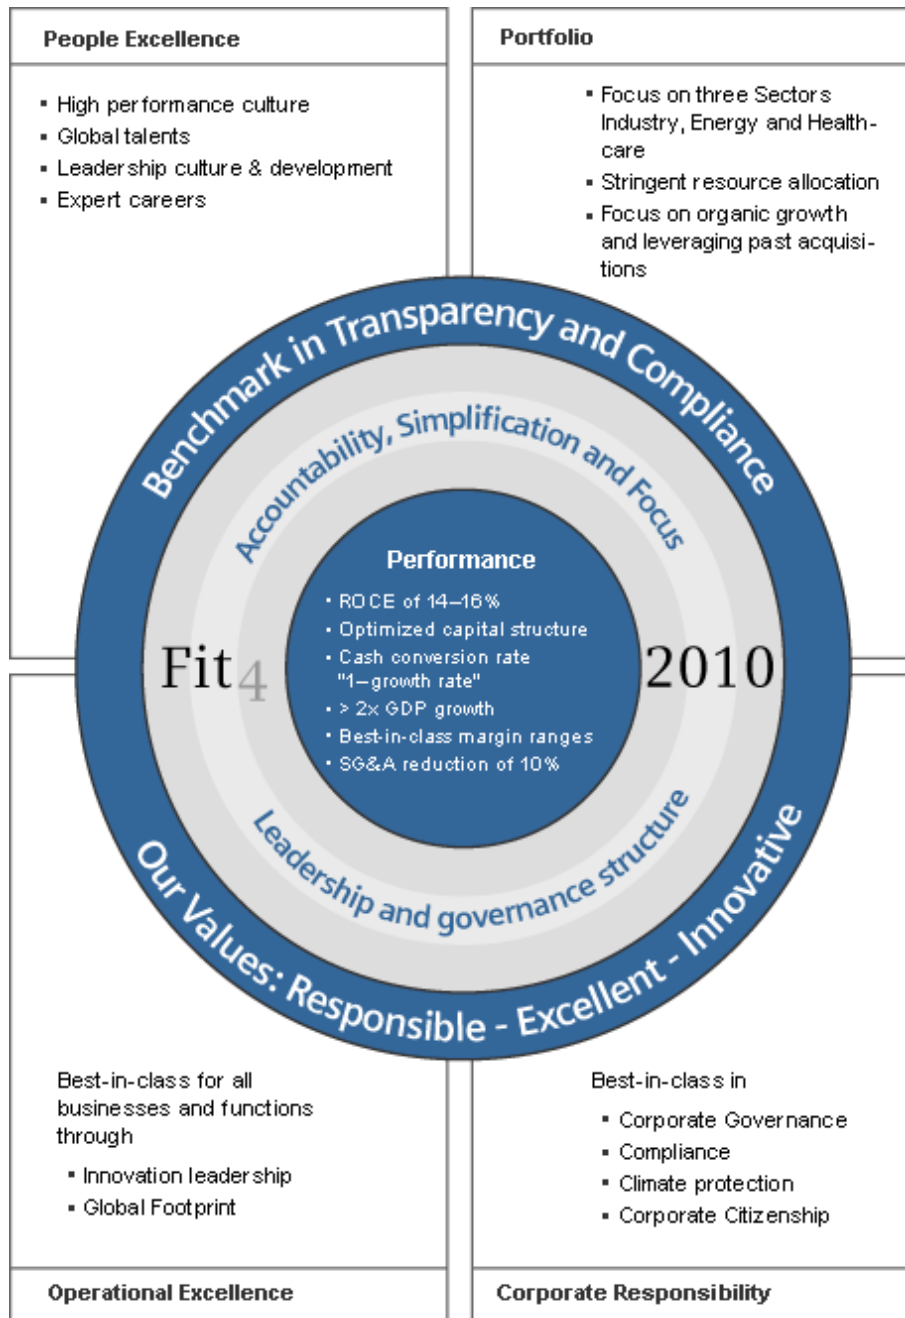 People Excellence
▪ High performance culture
▪ Global talents
▪ Leadership culture & development
▪ Expert careers
Portfolio
▪ Focus on three Sectors
Industry, Energy and Health-
care
▪ Stringent resource allocation
▪ Focus on organic growth
and leveraging past acquisi-
tions
Benchmark in Transparency and Compliance
Accountability, Simplification and Focus
Fit4 2010
Performance
• ROCE of 14–16%
• Optimized capital structure
• Cash conversion rate
"1–growth rate"
• > 2x GDP growth
• Best-in-class margin ranges
• SG&A reduction of 10%
Leadership and governance structure
Our Values: Responsible - Excellent - Innovative
Best-in-class for all
businesses and functions
through
▪ Innovation leadership
▪ Global Footprint
Operational Excellence
Best-in-class in
▪ Corporate Governance
▪ Compliance
▪ Climate protection
▪ Corporate Citizenship
Corporate Responsibility